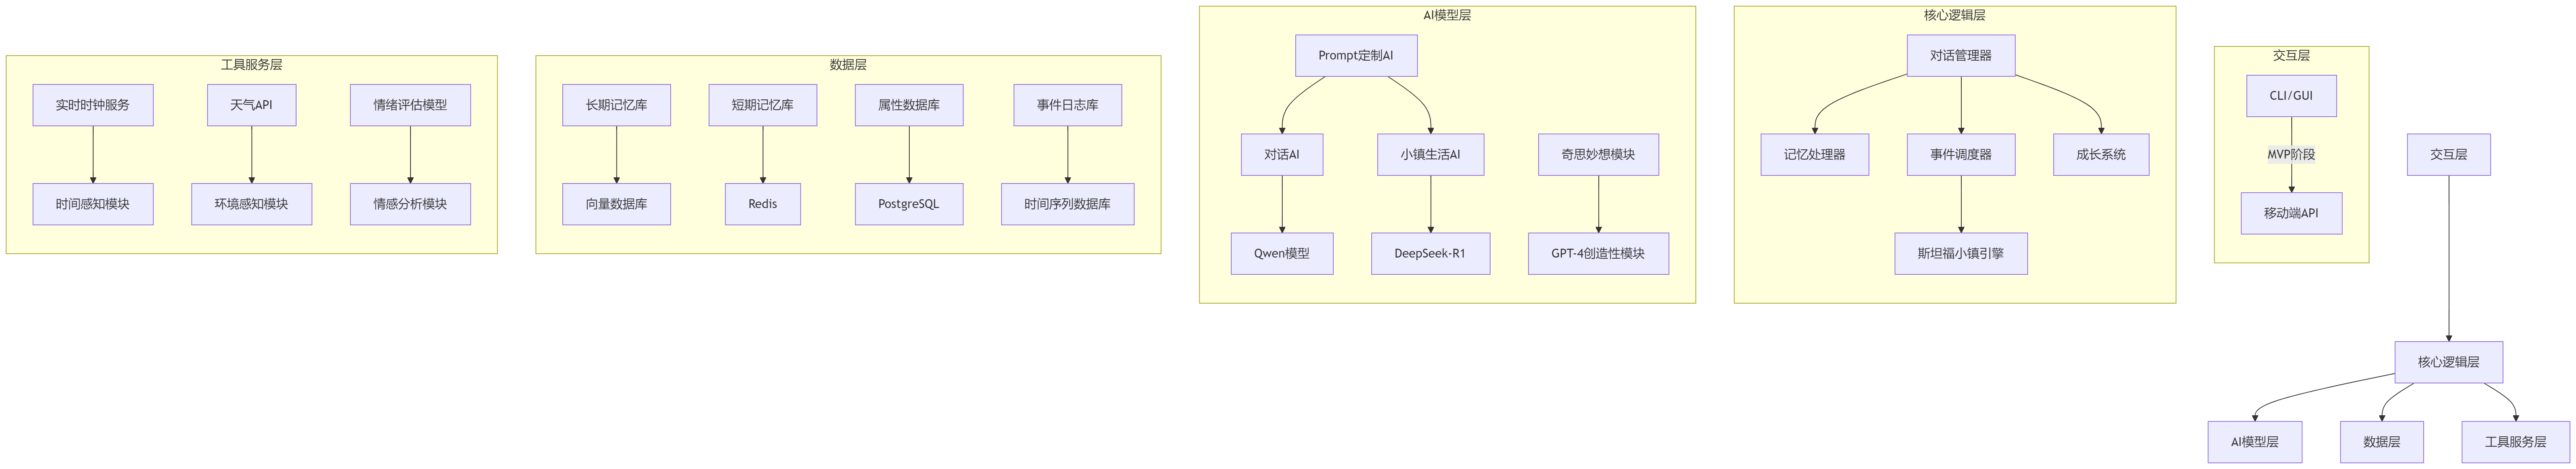 工具服务层
实时时钟服务
天气API
情绪评估模型
时间感知模块
环境感知模块
情感分析模块
数据层
长期记忆库
短期记忆库
属性数据库
事件日志库
向量数据库
Redis
PostgreSQL
时间序列数据库
AI模型层
Prompt定制AI
对话AI
小镇生活AI
奇思妙想模块
Qwen模型
DeepSeek-R1
GPT-4创造性模块
核心逻辑层
对话管理器
记忆处理器
事件调度器
成长系统
斯坦福小镇引擎
交互层
CLI/GUI
MVP阶段
移动端API
交互层
核心逻辑层
AI模型层
数据层
工具服务层